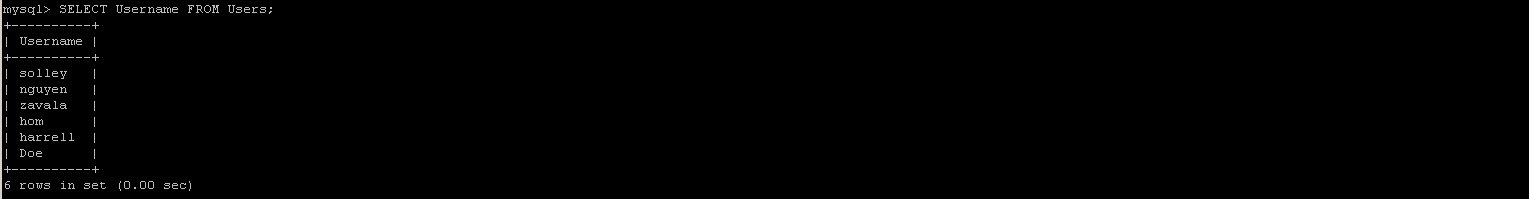 mysql> SELECT Username FROM Users;
+----------+
| Username |
+----------+
| solley   |
| nguyen   |
| zavala   |
| hom      |
| harrell  |
| Doe      |
+----------+
6 rows in set (0.00 sec)